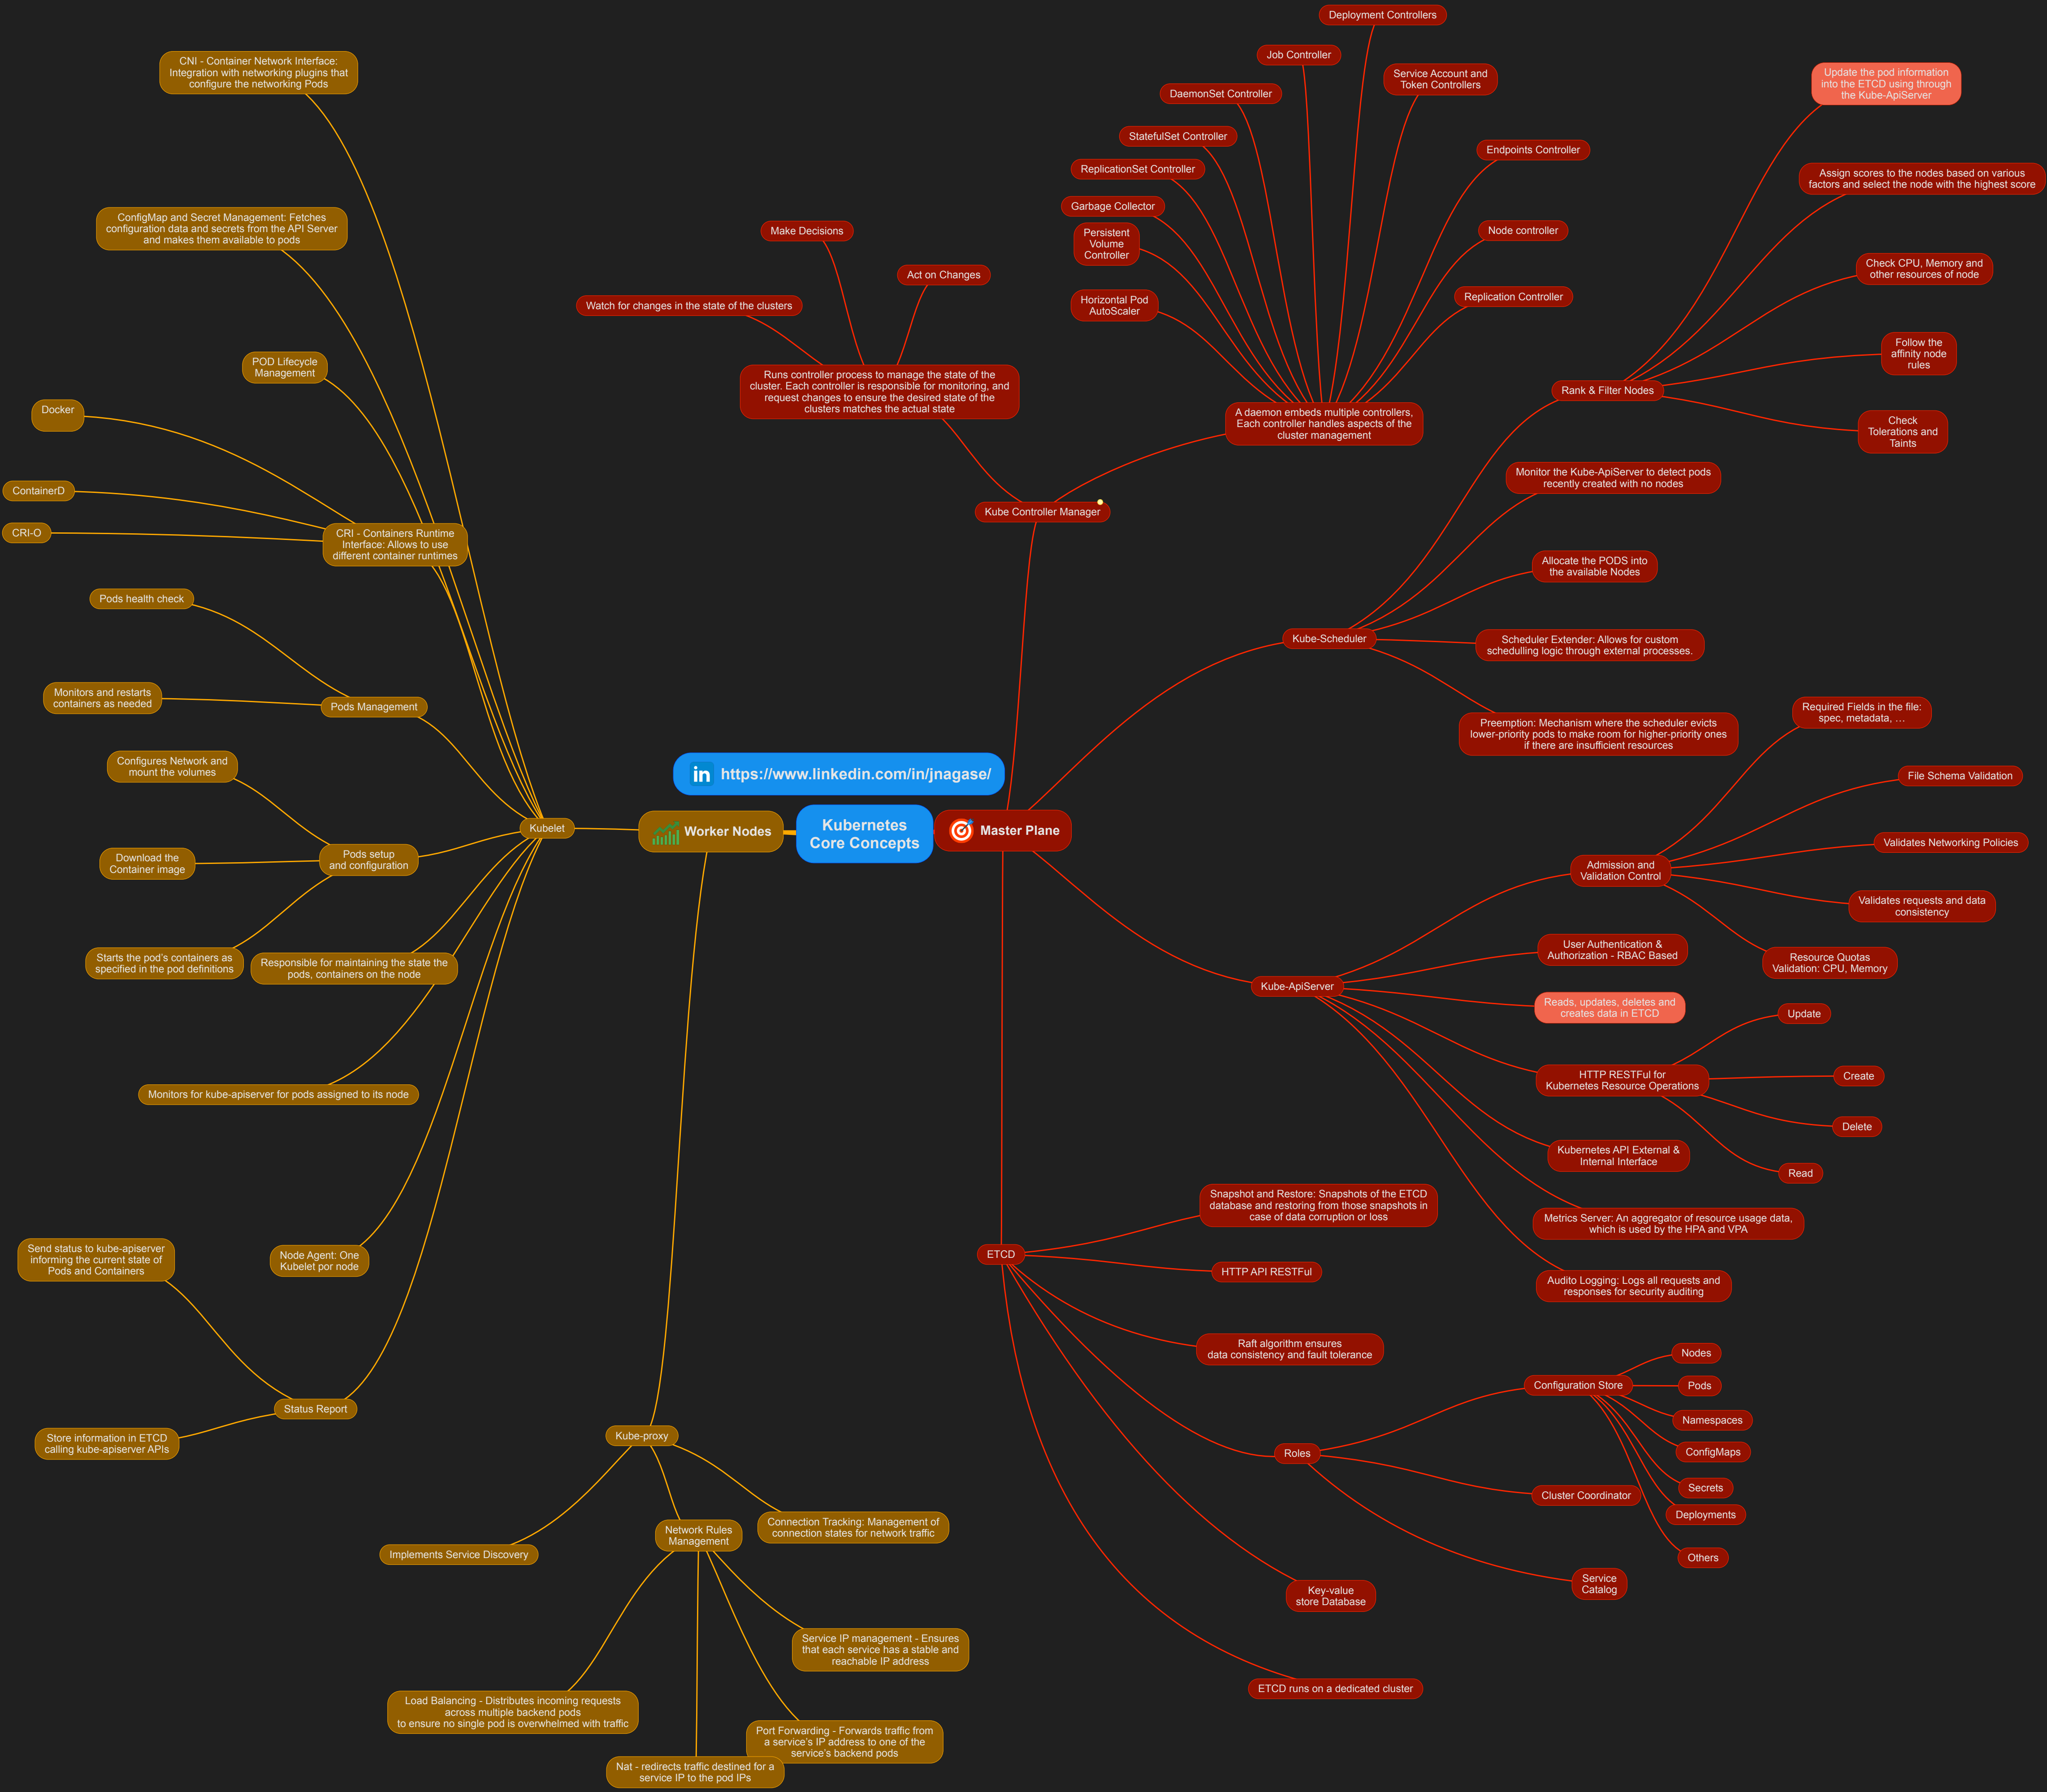 https://www.linkedin.com/in/jnagase/
Kubernetes
Core Concepts
Worker Nodes
Kubelet
CNI - Container Network Interface:
Integration with networking plugins that
configure the networking Pods
ConfigMap and Secret Management: Fetches
configuration data and secrets from the API Server
and makes them available to pods
POD Lifecycle
Management
CRI - Containers Runtime
Interface: Allows to use
different container runtimes
Docker
ContainerD
CRI-O
Pods Management
Pods health check
Monitors and restarts
containers as needed
Pods setup
and configuration
Configures Network and
mount the volumes
Download the
Container image
Starts the pod's containers as
specified in the pod definitions
Responsible for maintaining the state the
pods, containers on the node
Monitors for kube-apiserver for pods assigned to its node
Node Agent: One
Kubelet por node
Status Report
Send status to kube-apiserver
informing the current state of
Pods and Containers
Store information in ETCD
calling kube-apiserver APIs
Kube-proxy
Implements Service Discovery
Network Rules
Management
Load Balancing - Distributes incoming requests
across multiple backend pods
to ensure no single pod is overwhelmed with traffic
Nat - redirects traffic destined for a
service IP to the pod IPs
Port Forwarding - Forwards traffic from
a service's IP address to one of the
service's backend pods
Service IP management - Ensures
that each service has a stable and
reachable IP address
Connection Tracking: Management of
connection states for network traffic
Master Plane
Kube Controller Manager
Runs controller process to manage the state of the
cluster. Each controller is responsible for monitoring, and
request changes to ensure the desired state of the
clusters matches the actual state
Watch for changes in the state of the clusters
Make Decisions
Act on Changes
A daemon embeds multiple controllers,
Each controller handles aspects of the
cluster management
Horizontal Pod
AutoScaler
Persistent
Volume
Controller
Garbage Collector
ReplicationSet Controller
StatefulSet Controller
DaemonSet Controller
Job Controller
Deployment Controllers
Service Account and
Token Controllers
Endpoints Controller
Node controller
Replication Controller
Kube-Scheduler
Rank & Filter Nodes
Update the pod information
into the ETCD using through
the Kube-ApiServer
Assign scores to the nodes based on various
factors and select the node with the highest score
Check CPU, Memory and
other resources of node
Follow the
affinity node
rules
Check
Tolerations and
Taints
Monitor the Kube-ApiServer to detect pods
recently created with no nodes
Allocate the PODS into
the available Nodes
Scheduler Extender: Allows for custom
schedulling logic through external processes.
Preemption: Mechanism where the scheduler evicts
lower-priority pods to make room for higher-priority ones
if there are insufficient resources
Kube-ApiServer
Admission and
Validation Control
Required Fields in the file:
spec, metadata, …
File Schema Validation
Validates Networking Policies
Validates requests and data
consistency
Resource Quotas
Validation: CPU, Memory
User Authentication &
Authorization - RBAC Based
Reads, updates, deletes and
creates data in ETCD
HTTP RESTFul for
Kubernetes Resource Operations
Update
Create
Delete
Read
Kubernetes API External &
Internal Interface
Metrics Server: An aggregator of resource usage data,
which is used by the HPA and VPA
Audito Logging: Logs all requests and
responses for security auditing
ETCD
Snapshot and Restore: Snapshots of the ETCD
database and restoring from those snapshots in
case of data corruption or loss
HTTP API RESTFul
Raft algorithm ensures
data consistency and fault tolerance
Roles
Configuration Store
Nodes
Pods
Namespaces
ConfigMaps
Secrets
Deployments
Others
Cluster Coordinator
Service
Catalog
Key-value
store Database
ETCD runs on a dedicated cluster